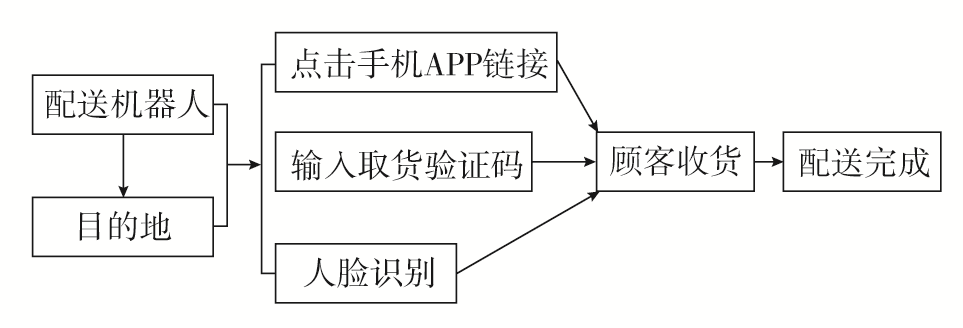 配送机器人
目的地
点击手机APP链接
输入取货验证码
人脸识别
顾客收货
配送完成